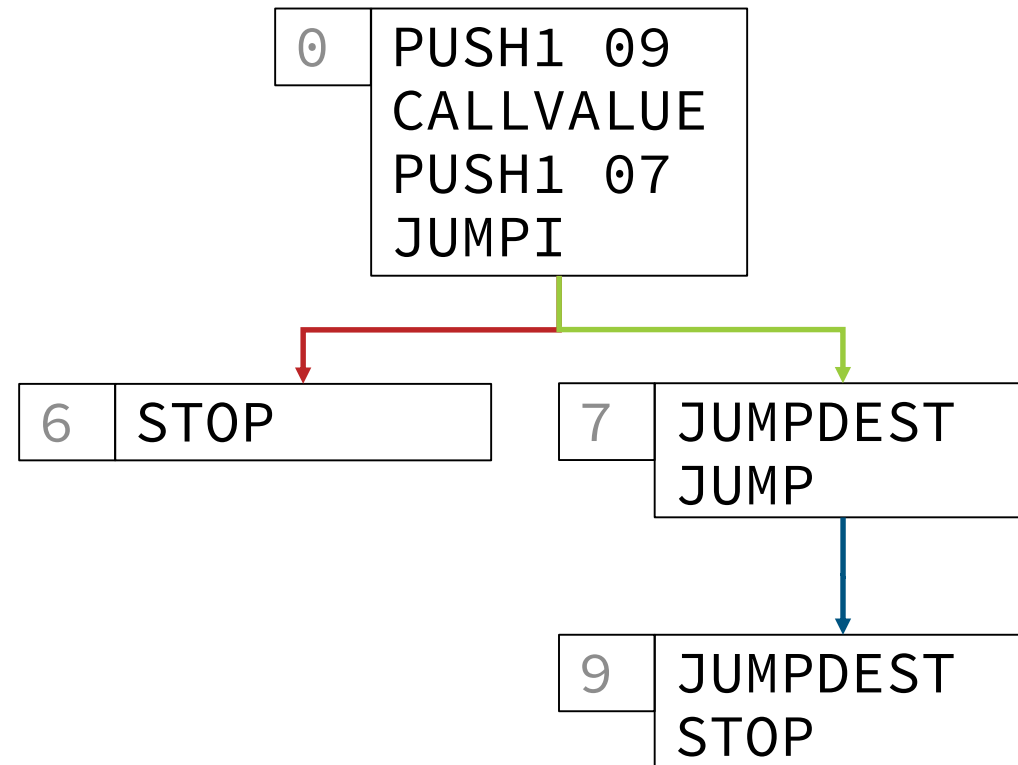 0
PUSH1 09
CALLVALUE
PUSH1 07
JUMPI
6
STOP
7
JUMPDEST
JUMP
9
JUMPDEST
STOP